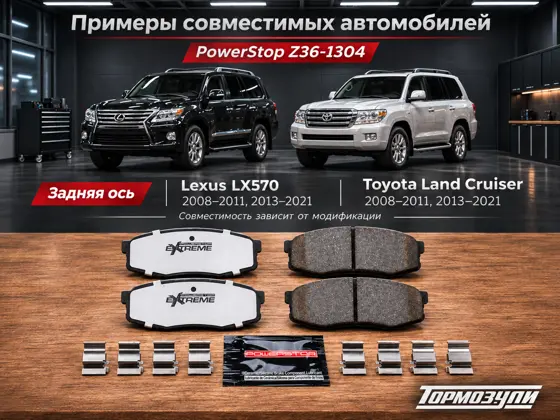 Примеры совместимых автомобилей
PowerStop Z36-1304
Задняя ось
Lexus LX570
2008–2011, 2013–2021
Toyota Land Cruiser
2008–2011, 2013–2021
Совместимость зависит от модификации
EXTREME
EXTREME
POWERSTOP
ТОРМОЗУПИ